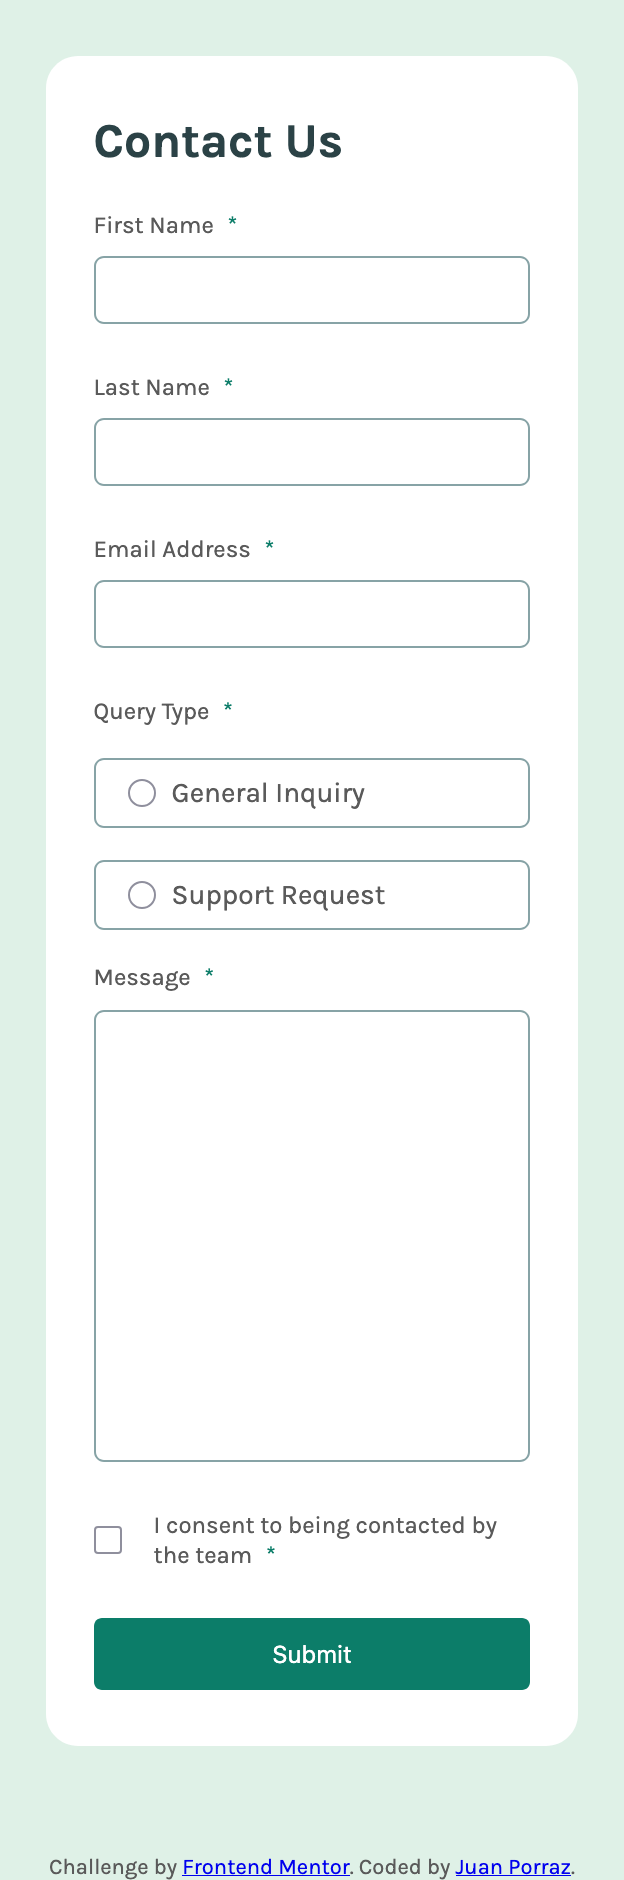 Contact Us
First Name *
Last Name *
Email Address *
Query Type *
General Inquiry
Support Request
Message *
I consent to being contacted by
the team *
Submit
Challenge by Frontend Mentor. Coded by Juan Porraz.